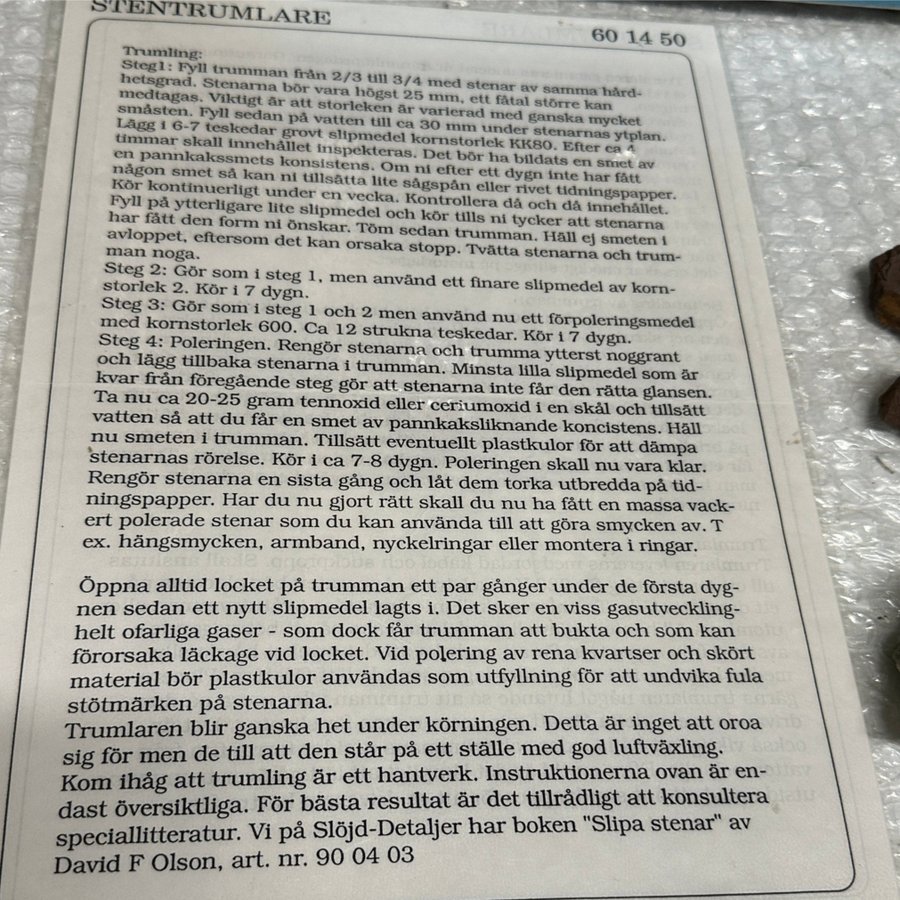 STENTRUMLARE
60 14 50
Trumling:
Steg1: Fyll trumman från 2/3 till 3/4 med stenar av samma hård-
hetsgrad. Stenarna bör vara högst 25 mm, ett fåtal större kan
medtagas. Viktigt är att storleken är varierad med ganska mycket
småsten. Fyll sedan på vatten till ca 30 mm under stenarnas ytplan.
Lägg i 6-7 teskedar grovt slipmedel kornstorlek KK80. Efter ca 4
timmar skall innehållet inspekteras. Det bör ha bildats en smet av
en pannkakssmets konsistens. Om ni efter ett dygn inte har fått
någon smet så kan ni tillsätta lite sågspån eller rivet tidningspapper.
Kör kontinuerligt under en vecka. Kontrollera då och då innehållet.
Fyll på ytterligare lite slipmedel och kör tills ni tycker att stenarna
har fått den form ni önskar. Töm sedan trumman. Häll ej smeten i
avloppet, eftersom det kan orsaka stopp. Tvätta stenarna och trum-
man noga.
Steg 2: Gör som i steg 1, men använd ett finare slipmedel av korn-
storlek 2. Kör i 7 dygn.
Steg 3: Gör som i steg 1 och 2 men använd nu ett förpoleringsmedel
med kornstorlek 600. Ca 12 strukna teskedar. Kör i 7 dygn.
Steg 4: Poleringen. Rengör stenarna och trumma ytterst noggrant
och lägg tillbaka stenarna i trumman. Minsta lilla slipmedel som är
kvar från föregående steg gör att stenarna inte får den rätta glansen.
Ta nu ca 20-25 gram tennoxid eller ceriumoxid i en skål och tillsätt
vatten så att du får en smet av pannkaksliknande koncistens. Häll
nu smeten i trumman. Tillsätt eventuellt plastkulor för att dämpa
stenarnas rörelse. Kör i ca 7-8 dygn. Poleringen skall nu vara klar.
Rengör stenarna en sista gång och låt dem torka utbredda på tid-
ningspapper. Har du nu gjort rätt skall du nu ha fått en massa vack-
ert polerade stenar som du kan använda till att göra smycken av. T
ex. hängsmycken, armband, nyckelringar eller montera i ringar.
Öppna alltid locket på trumman ett par gånger under de första dyg-
nen sedan ett nytt slipmedel lagts i. Det sker en viss gasutveckling-
helt ofarliga gaser - som dock får trumman att bukta och som kan
förorsaka läckage vid locket. Vid polering av rena kvartser och skört
material bör plastkulor användas som utfyllning för att undvika fula
stötmärken på stenarna.
Trumlaren blir ganska het under körningen. Detta är inget att oroa
sig för men de till att den står på ett ställe med god luftväxling.
Kom ihåg att trumling är ett hantverk. Instruktionerna ovan är en-
dast översiktliga. För bästa resultat är det tillrådligt att konsultera
speciallitteratur. Vi på Slöjd-Detaljer har boken "Slipa stenar" av
David F Olson, art. nr. 90 04 03